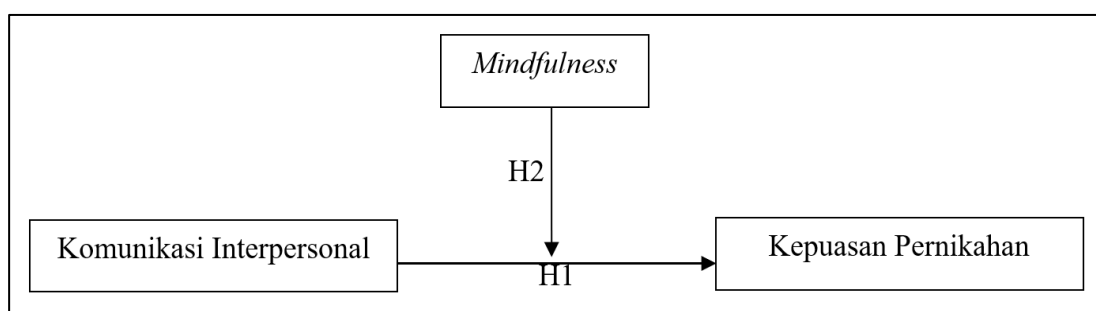 Mindfulness
H2
Komunikasi Interpersonal
Kepuasan Pernikahan
H1